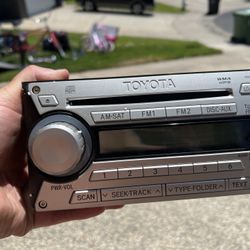 TOYOTA
AM·SAT FM1 FM2 DISC·AUX
1 2 3 4 5 6
PWR·VOL
SCAN SEEK·TRACK TYPE·FOLDER TEXT